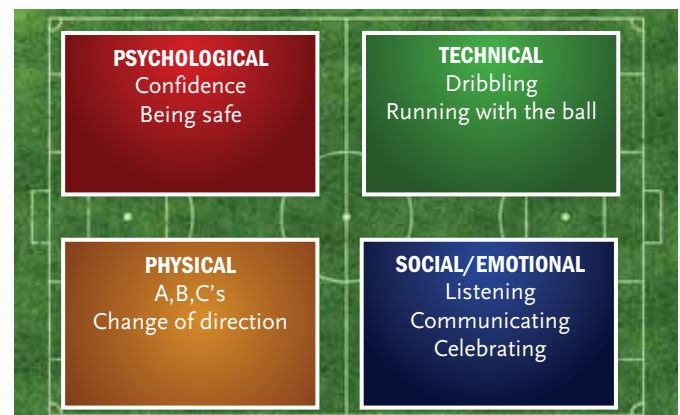 PSYCHOLOGICAL
Confidence
Being safe
TECHNICAL
Dribbling
Running with the ball
PHYSICAL
A,B,C's
Change of direction
SOCIAL/EMOTIONAL
Listening
Communicating
Celebrating